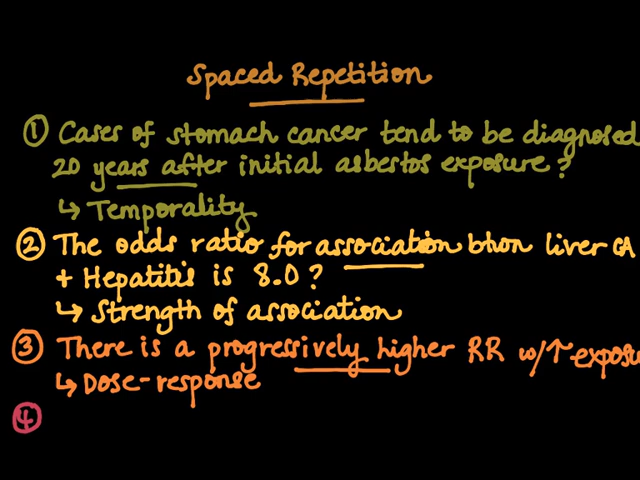 Spaced Repetition
① Cases of stomach cancer tend to be diagnosed
20 years after initial asbestos exposure?
↳ Temporality
② The odds ratio for association btwn liver CA
+ Hepatitis is 8.0?
↳ Strength of association
③ There is a progressively higher RR w/↑ exposu
↳ Dose-response
④